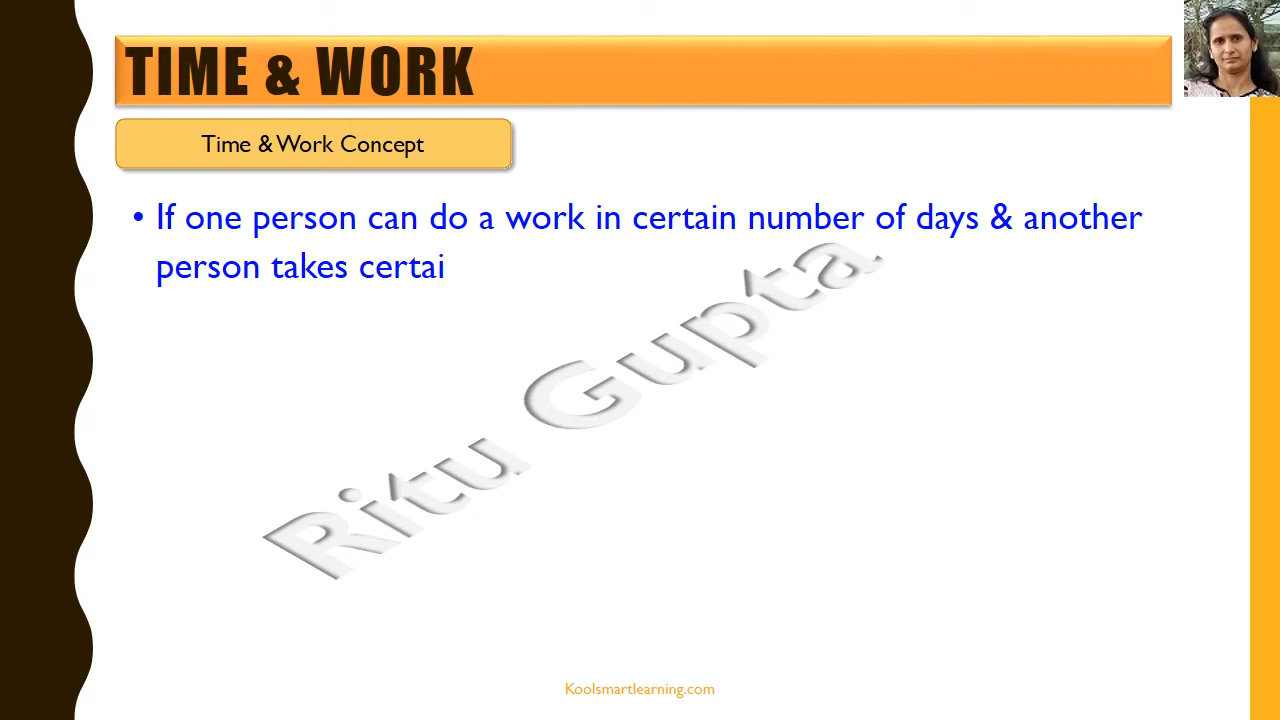 TIME & WORK
Time & Work Concept
• If one person can do a work in certain number of days & another
person takes certai
Ritu Gupta
Koolsmartlearning.com